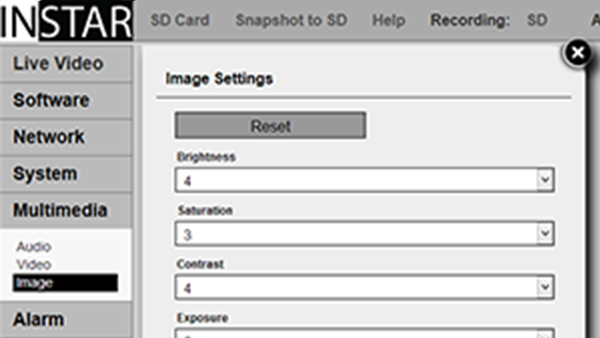 INSTAR
SD Card Snapshot to SD Help Recording: SD A
Live Video
Software
Network
System
Multimedia
Audio
Video
Image
Alarm
Image Settings
Reset
Brightness
4
Saturation
3
Contrast
4
Exposure